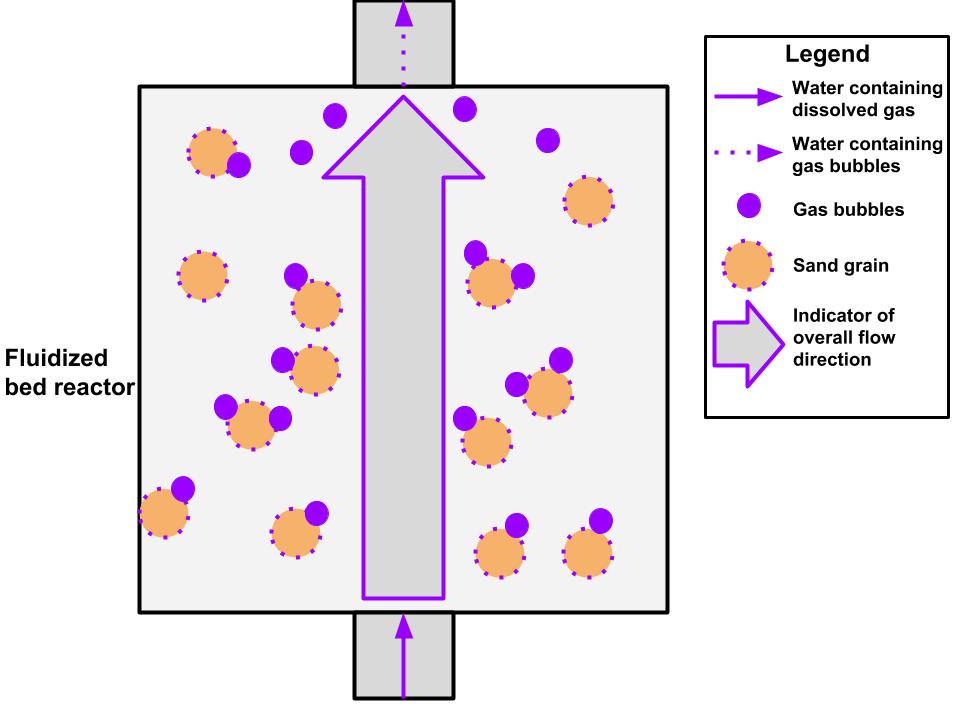 Legend
Water containing
dissolved gas
Water containing
gas bubbles
Gas bubbles
Sand grain
Indicator of
overall flow
direction
Fluidized
bed reactor